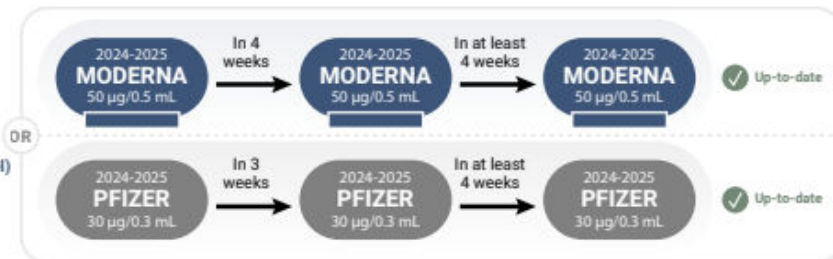 In 4
weeks
In at least
4 weeks
2024-2025
MODERNA
50 µg/0.5 mL
2024-2025
MODERNA
50 µg/0.5 mL
2024-2025
MODERNA
50 µg/0.5 mL
Up-to-date
OR
In 3
weeks
In at least
4 weeks
2024-2025
PFIZER
30 µg/0.3 mL
2024-2025
PFIZER
30 µg/0.3 mL
2024-2025
PFIZER
30 µg/0.3 mL
Up-to-date